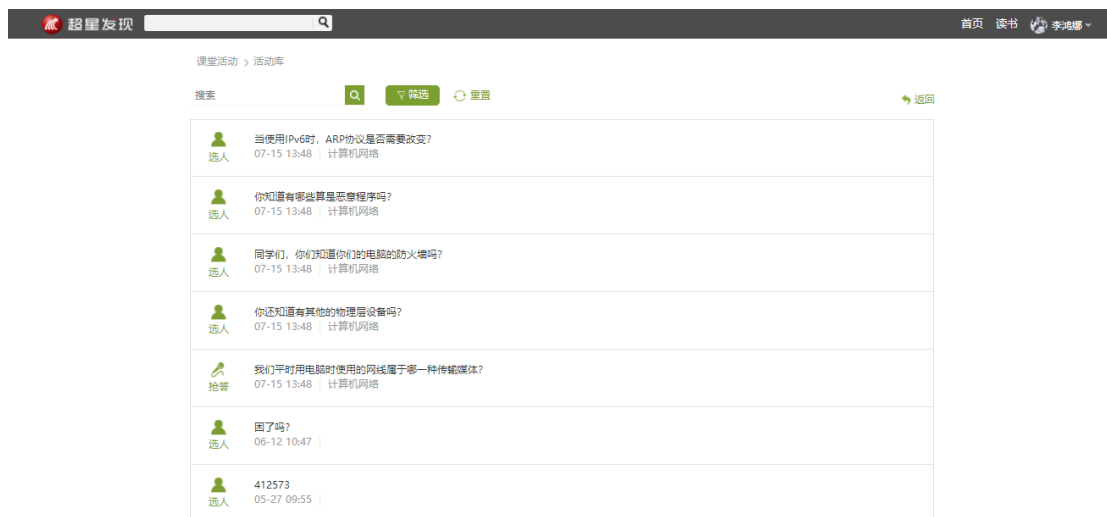 超星发现
首页 读书 李鸿娜
课堂活动 > 活动库
搜索 筛选 重置 返回
当使用IPv6时，ARP协议是否需要改变？
选人 07-15 13:48 | 计算机网络
你知道有哪些算是恶意程序吗？
选人 07-15 13:48 | 计算机网络
同学们，你们知道你们的电脑的防火墙吗？
选人 07-15 13:48 | 计算机网络
你还知道有其他的物理层设备吗？
选人 07-15 13:48 | 计算机网络
我们平时用电脑时使用的网线属于哪一种传输媒体？
抢答 07-15 13:48 | 计算机网络
困了吗？
选人 06-12 10:47 |
412573
选人 05-27 09:55 |